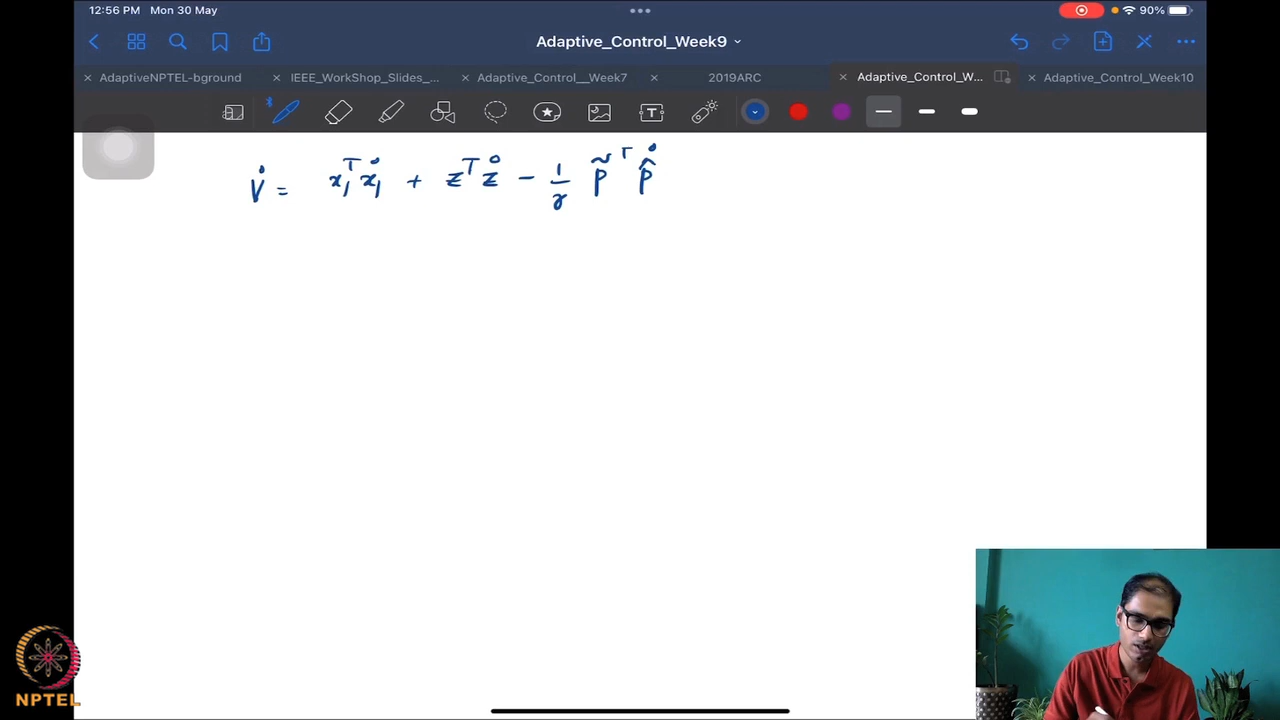 12:56 PM Mon 30 May
90%
Adaptive_Control_Week9
AdaptiveNPTEL-bground
IEEE_WorkShop_Slides_...
Adaptive_Control__Week7
2019ARC
Adaptive_Control_W...
Adaptive_Control_Week10
V̇ = x₁ᵀẋ₁ + zᵀż − 1/γ p̃ᵀ p̂̇
NPTEL